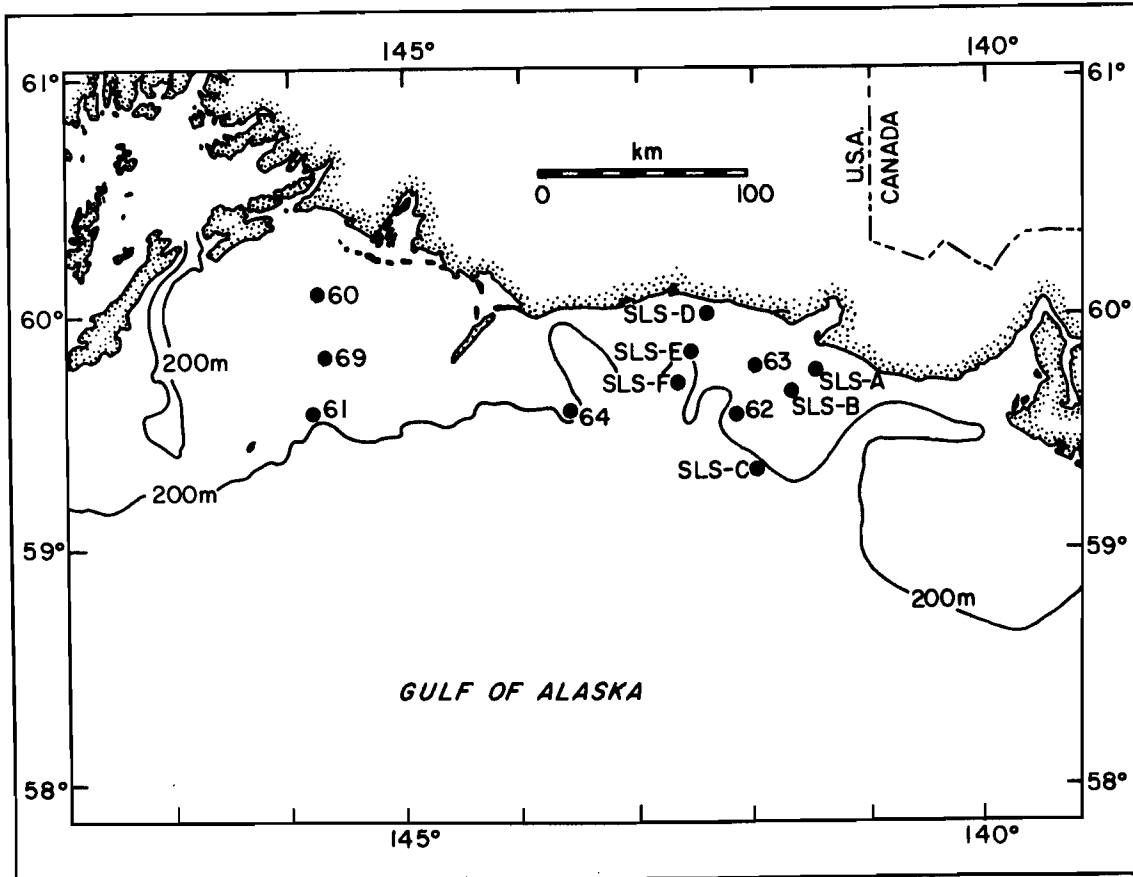 145° 140°
61° 61°
km
0 100
U.S.A.
CANADA
60
60° SLS-D 60°
200m 69 SLS-E 63
SLS-F SLS-A
SLS-B
61 64 62
SLS-C
200m
59° 59°
200m
GULF OF ALASKA
58° 58°
145° 140°